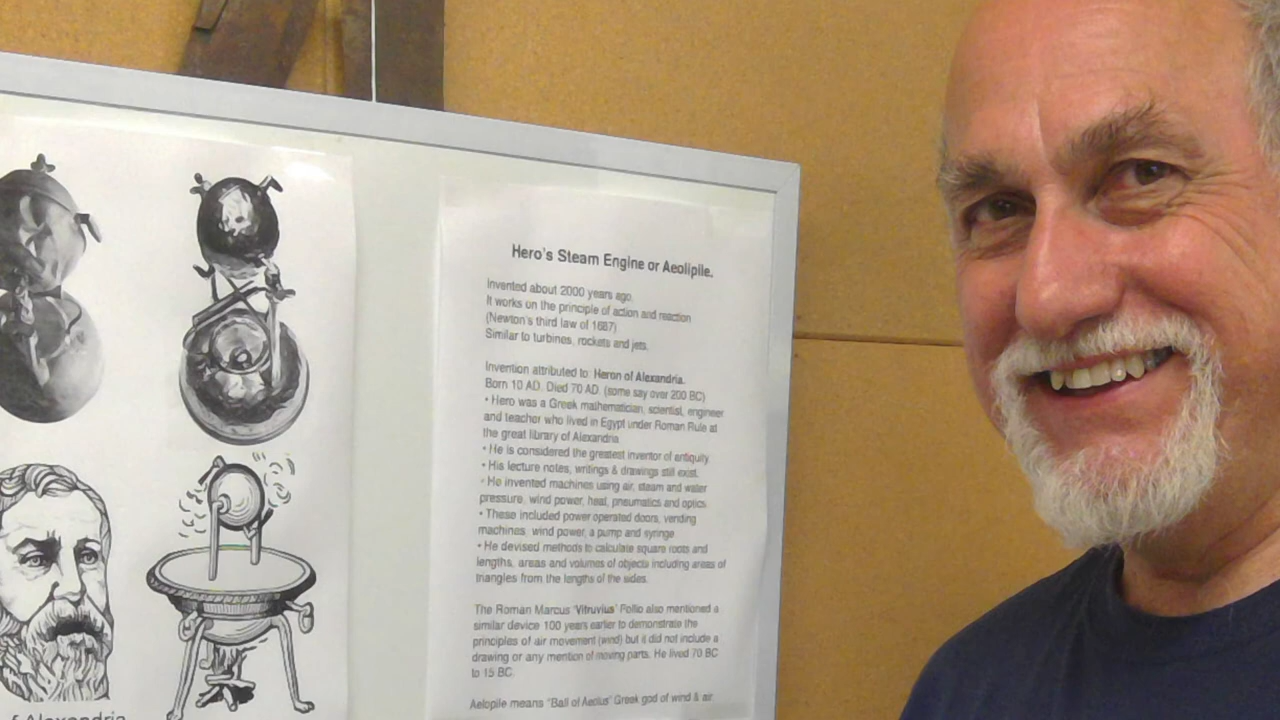 Hero's Steam Engine or Aeolipile.
Invented about 2000 years ago.
It works on the principle of action and reaction
(Newton's third law of 1687)
Similar to turbines, rockets and jets.
Invention attributed to: Heron of Alexandria.
Born 10 AD. Died 70 AD. (some say over 200 BC)
• Hero was a Greek mathematician, scientist, engineer
and teacher who lived in Egypt under Roman Rule at
the great library of Alexandria.
• He is considered the greatest inventor of antiquity.
• His lecture notes, writings & drawings still exist.
• He invented machines using air, steam and water
pressure, wind power, heat, pneumatics and optics.
• These included power operated doors, vending
machines, wind power, a pump and syringe.
• He devised methods to calculate square roots and
lengths, areas and volumes of objects including areas of
triangles from the lengths of the sides.
The Roman Marcus 'Vitruvius' Pollio also mentioned a
similar device 100 years earlier to demonstrate the
principles of air movement (wind) but it did not include a
drawing or any mention of moving parts. He lived 70 BC
to 15 BC.
Aelopile means "Ball of Aeolus" Greek god of wind & air.
f Alexandria